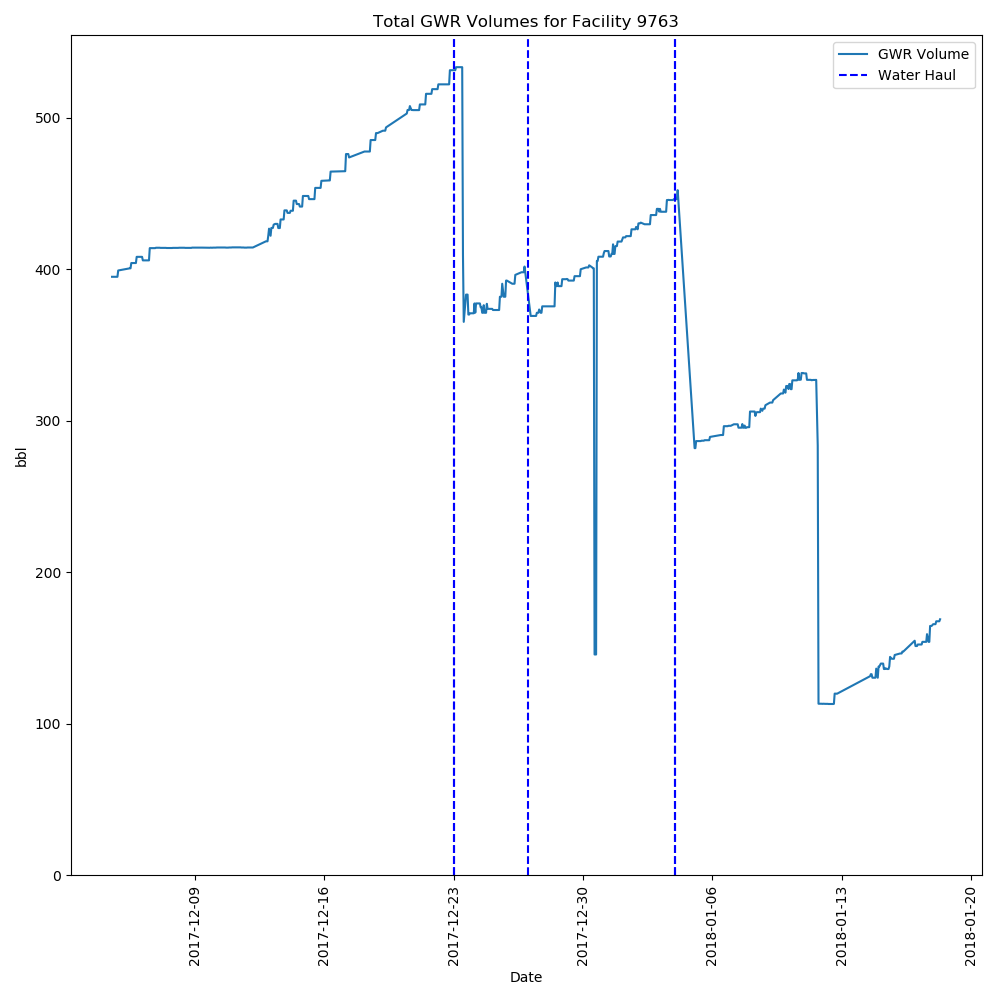 Total GWR Volumes for Facility 9763
GWR Volume
Water Haul
bbl
500
400
300
200
100
0
2017-12-09
2017-12-16
2017-12-23
2017-12-30
2018-01-06
2018-01-13
2018-01-20
Date